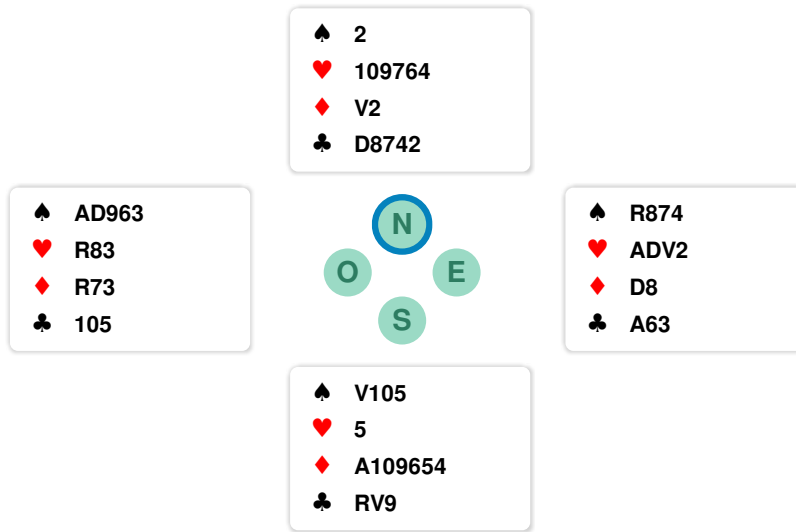 ♠ 2
♥ 109764
♦ V2
♣ D8742
♠ AD963
♥ R83
♦ R73
♣ 105
N
O E
S
♠ R874
♥ ADV2
♦ D8
♣ A63
♠ V105
♥ 5
♦ A109654
♣ RV9